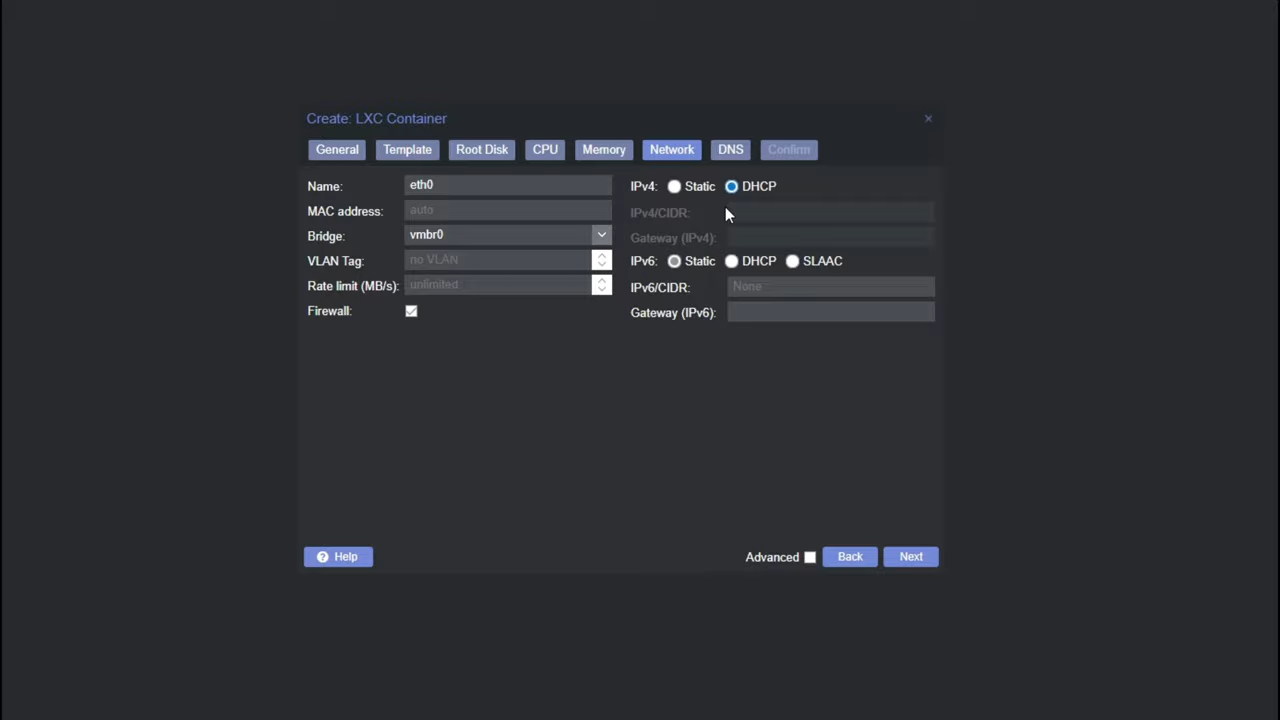 Create: LXC Container
General Template Root Disk CPU Memory Network DNS Confirm
Name: eth0
MAC address: auto
Bridge: vmbr0
VLAN Tag: no VLAN
Rate limit (MB/s): unlimited
Firewall:
IPv4: Static DHCP
IPv4/CIDR:
Gateway (IPv4):
IPv6: Static DHCP SLAAC
IPv6/CIDR: None
Gateway (IPv6):
? Help
Advanced Back Next